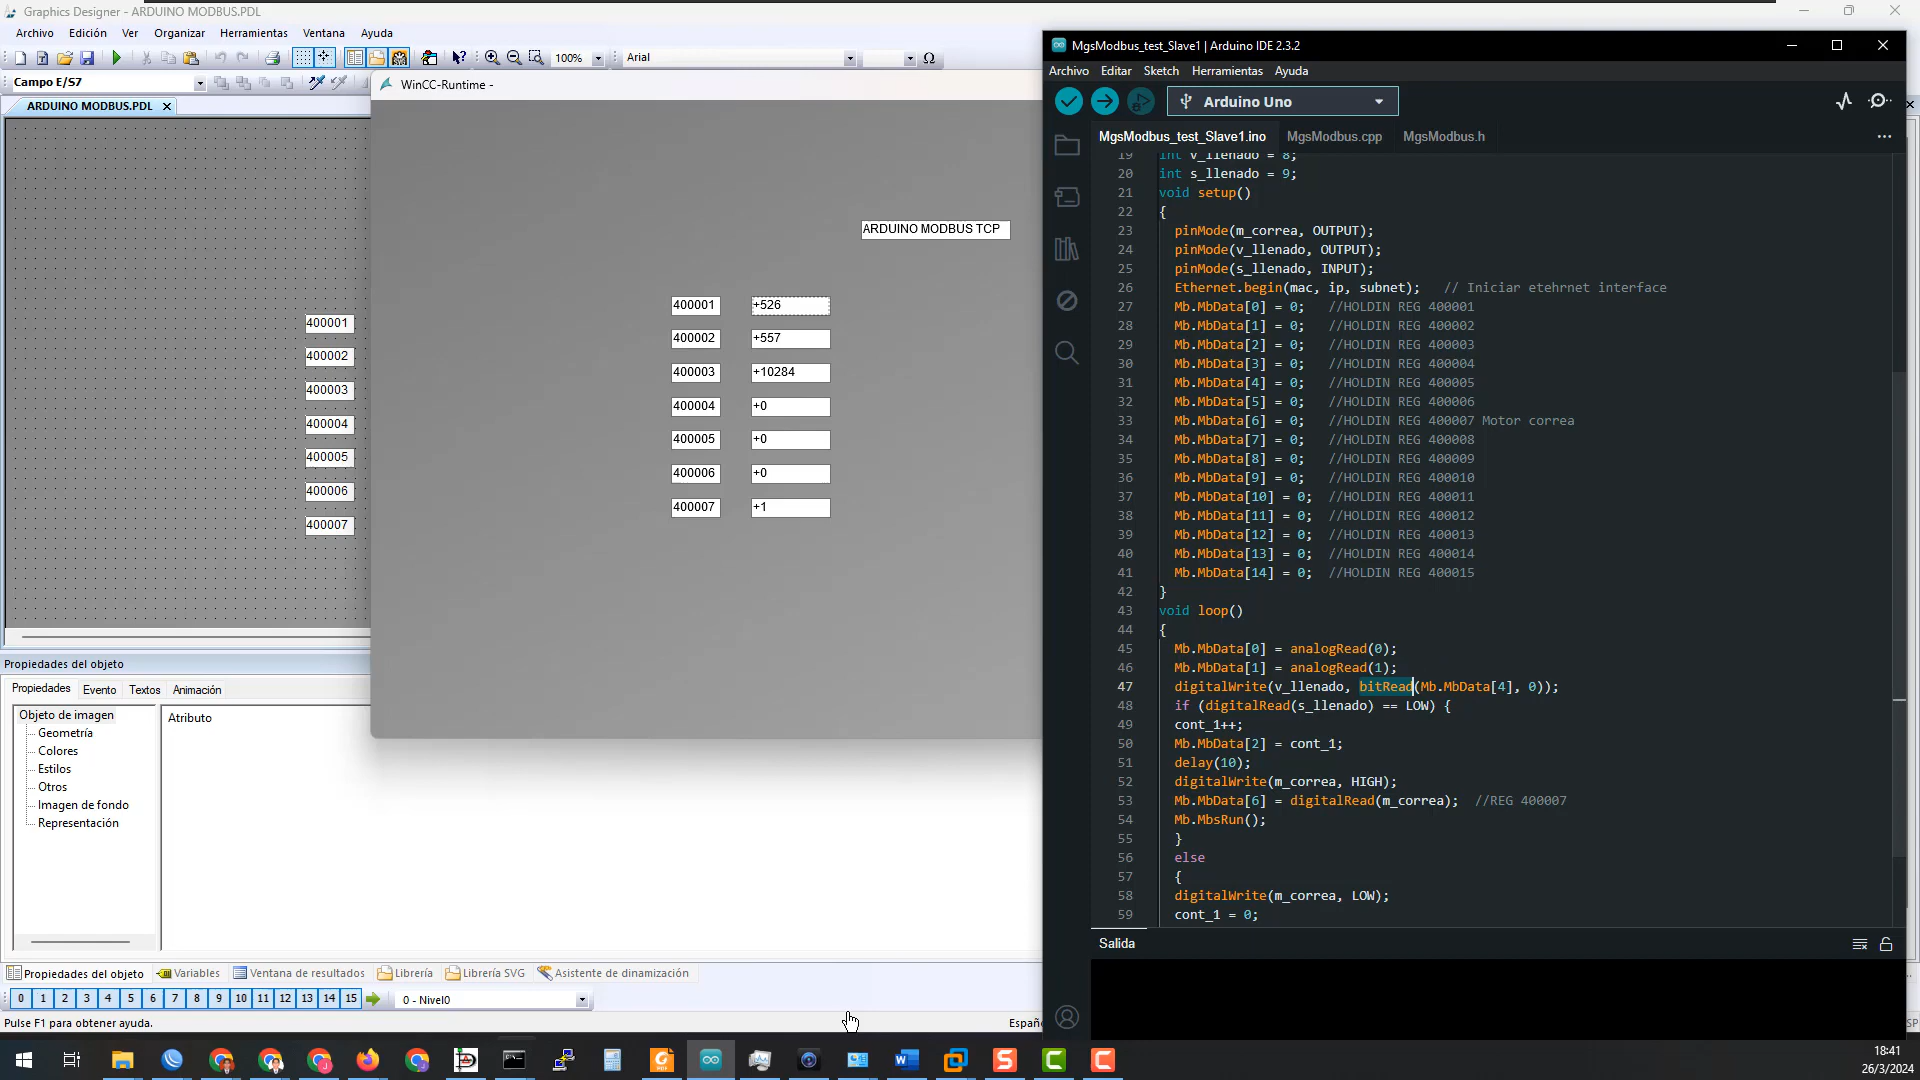 Graphics Designer - ARDUINO MODBUS.PDL
Archivo Edición Ver Organizar Herramientas Ventana Ayuda
100% Arial Ω
Campo E/S7
ARDUINO MODBUS.PDL
400001
400002
400003
400004
400005
400006
400007
WinCC-Runtime -
ARDUINO MODBUS TCP
400001 +526
400002 +557
400003 +10284
400004 +0
400005 +0
400006 +0
400007 +1
Propiedades del objeto
Propiedades Evento Textos Animación
Objeto de imagen
Geometría
Colores
Estilos
Otros
Imagen de fondo
Representación
Atributo
Propiedades del objeto Variables Ventana de resultados Librería Librería SVG Asistente de dinamización
0 1 2 3 4 5 6 7 8 9 10 11 12 13 14 15 0 - Nivel0
Pulse F1 para obtener ayuda.
Españ
MgsModbus_test_Slave1 | Arduino IDE 2.3.2
Archivo Editar Sketch Herramientas Ayuda
Arduino Uno
MgsModbus_test_Slave1.ino MgsModbus.cpp MgsModbus.h
19 int v_llenado = 8;
20 int s_llenado = 9;
21 void setup()
22 {
23 pinMode(m_correa, OUTPUT);
24 pinMode(v_llenado, OUTPUT);
25 pinMode(s_llenado, INPUT);
26 Ethernet.begin(mac, ip, subnet); // Iniciar etehrnet interface
27 Mb.MbData[0] = 0; //HOLDIN REG 400001
28 Mb.MbData[1] = 0; //HOLDIN REG 400002
29 Mb.MbData[2] = 0; //HOLDIN REG 400003
30 Mb.MbData[3] = 0; //HOLDIN REG 400004
31 Mb.MbData[4] = 0; //HOLDIN REG 400005
32 Mb.MbData[5] = 0; //HOLDIN REG 400006
33 Mb.MbData[6] = 0; //HOLDIN REG 400007 Motor correa
34 Mb.MbData[7] = 0; //HOLDIN REG 400008
35 Mb.MbData[8] = 0; //HOLDIN REG 400009
36 Mb.MbData[9] = 0; //HOLDIN REG 400010
37 Mb.MbData[10] = 0; //HOLDIN REG 400011
38 Mb.MbData[11] = 0; //HOLDIN REG 400012
39 Mb.MbData[12] = 0; //HOLDIN REG 400013
40 Mb.MbData[13] = 0; //HOLDIN REG 400014
41 Mb.MbData[14] = 0; //HOLDIN REG 400015
42 }
43 void loop()
44 {
45 Mb.MbData[0] = analogRead(0);
46 Mb.MbData[1] = analogRead(1);
47 digitalWrite(v_llenado, bitRead(Mb.MbData[4], 0));
48 if (digitalRead(s_llenado) == LOW) {
49 cont_1++;
50 Mb.MbData[2] = cont_1;
51 delay(10);
52 digitalWrite(m_correa, HIGH);
53 Mb.MbData[6] = digitalRead(m_correa); //REG 400007
54 Mb.MbsRun();
55 }
56 else
57 {
58 digitalWrite(m_correa, LOW);
59 cont_1 = 0;
Salida
18:41
26/3/2024